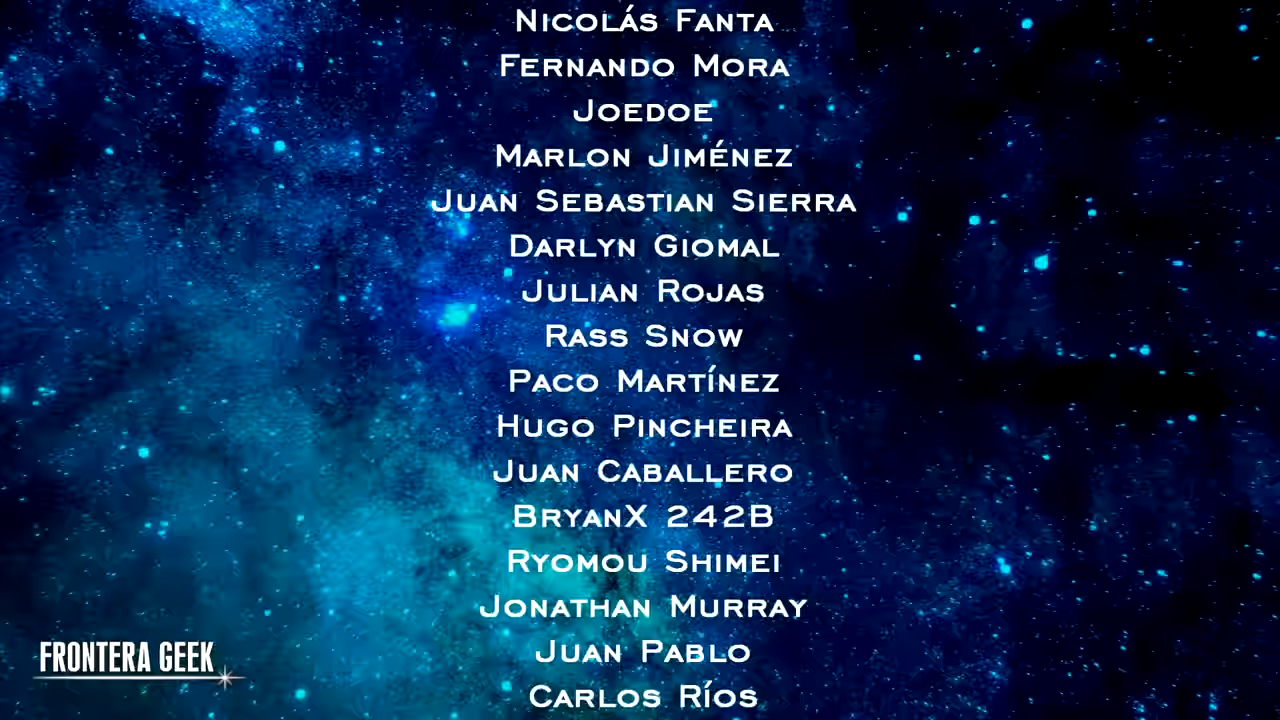 Nicolás Fanta
Fernando Mora
Joedoe
Marlon Jiménez
Juan Sebastian Sierra
Darlyn Giomal
Julian Rojas
Rass Snow
Paco Martínez
Hugo Pincheira
Juan Caballero
BryanX 242B
Ryomou Shimei
Jonathan Murray
Juan Pablo
Carlos Ríos
FRONTERA GEEK